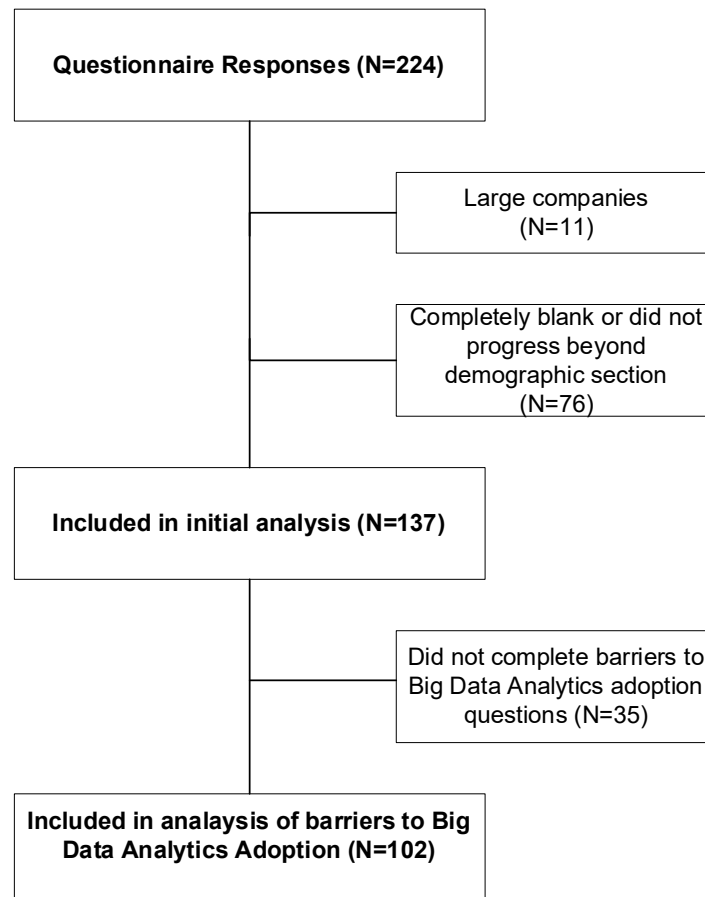 Questionnaire Responses (N=224)
Large companies
(N=11)
Completely blank or did not
progress beyond
demographic section
(N=76)
Included in initial analysis (N=137)
Did not complete barriers to
Big Data Analytics adoption
questions (N=35)
Included in analaysis of barriers to Big
Data Analytics Adoption (N=102)